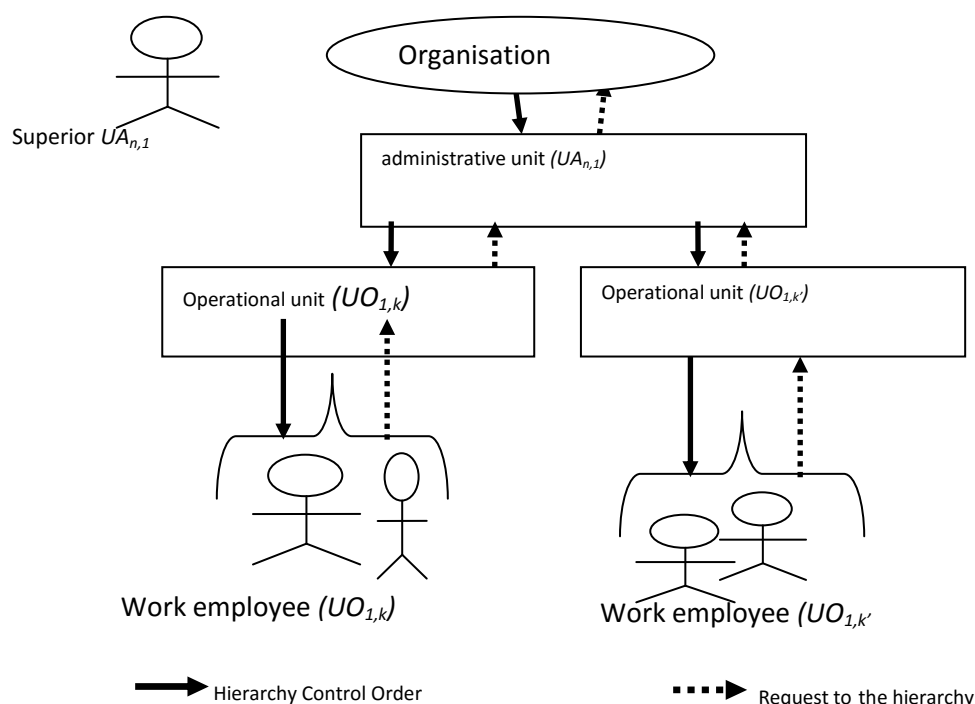 Organisation
Superior UAn,1
administrative unit (UAn,1)
Operational unit (UO1,k)
Operational unit (UO1,k’)
Work employee (UO1,k)
Work employee (UO1,k’
Hierarchy Control Order
Request to the hierarchy